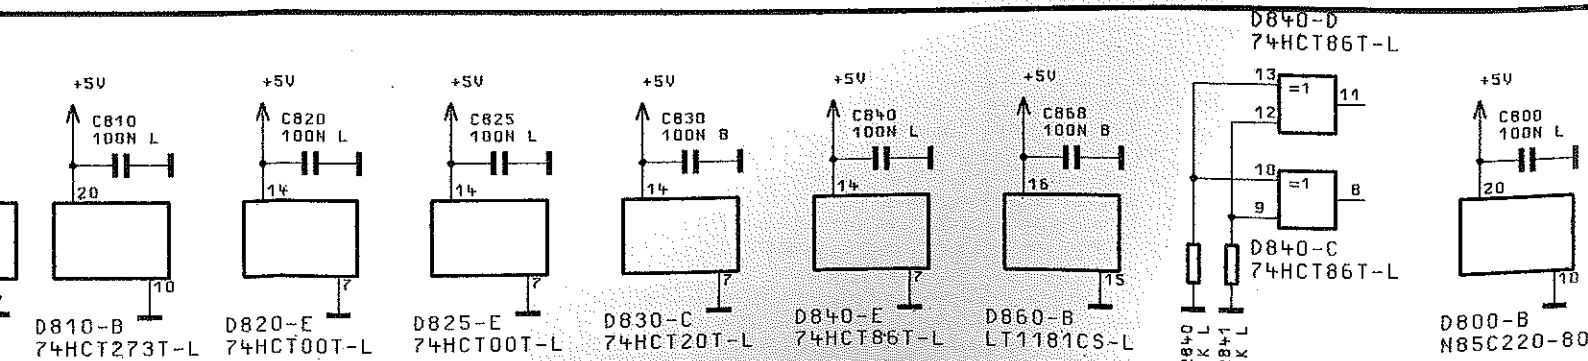 D840-D
74HCT86T-L
+5V
C810
100N L
20
10
D810-B
74HCT273T-L
+5V
C820
100N L
14
7
D820-E
74HCT00T-L
+5V
C825
100N L
14
7
D825-E
74HCT00T-L
+5V
C830
100N B
14
7
D830-C
74HCT20T-L
+5V
C840
100N L
14
7
D840-E
74HCT86T-L
+5V
C868
100N B
16
15
D860-B
LT1181CS-L
13
=1
11
12
10
=1
8
9
D840-C
74HCT86T-L
+5V
C800
100N L
20
10
D800-B
N85C220-80